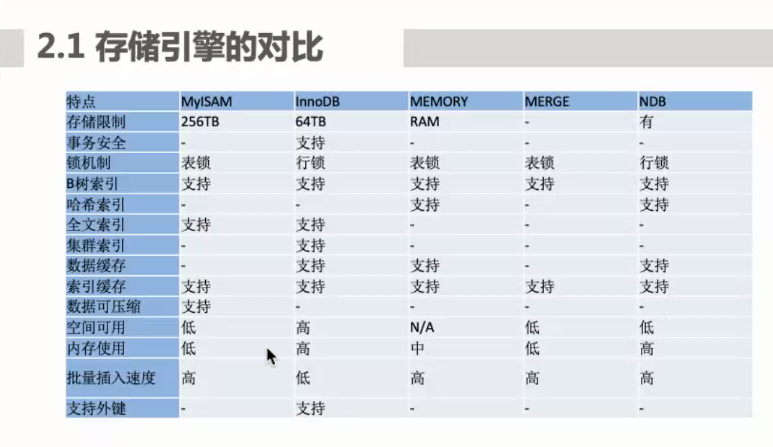 2.1 存储引擎的对比
特点 MyISAM InnoDB MEMORY MERGE NDB
存储限制 256TB 64TB RAM - 有
事务安全 - 支持 - - -
锁机制 表锁 行锁 表锁 表锁 行锁
B树索引 支持 支持 支持 支持 支持
哈希索引 - - 支持 - 支持
全文索引 支持 支持 - - -
集群索引 - 支持 - - -
数据缓存 - 支持 支持 - 支持
索引缓存 支持 支持 支持 支持 支持
数据可压缩 支持 - - - -
空间可用 低 高 N/A 低 低
内存使用 低 高 中 低 高
批量插入速度 高 低 高 高 高
支持外键 - 支持 - - -